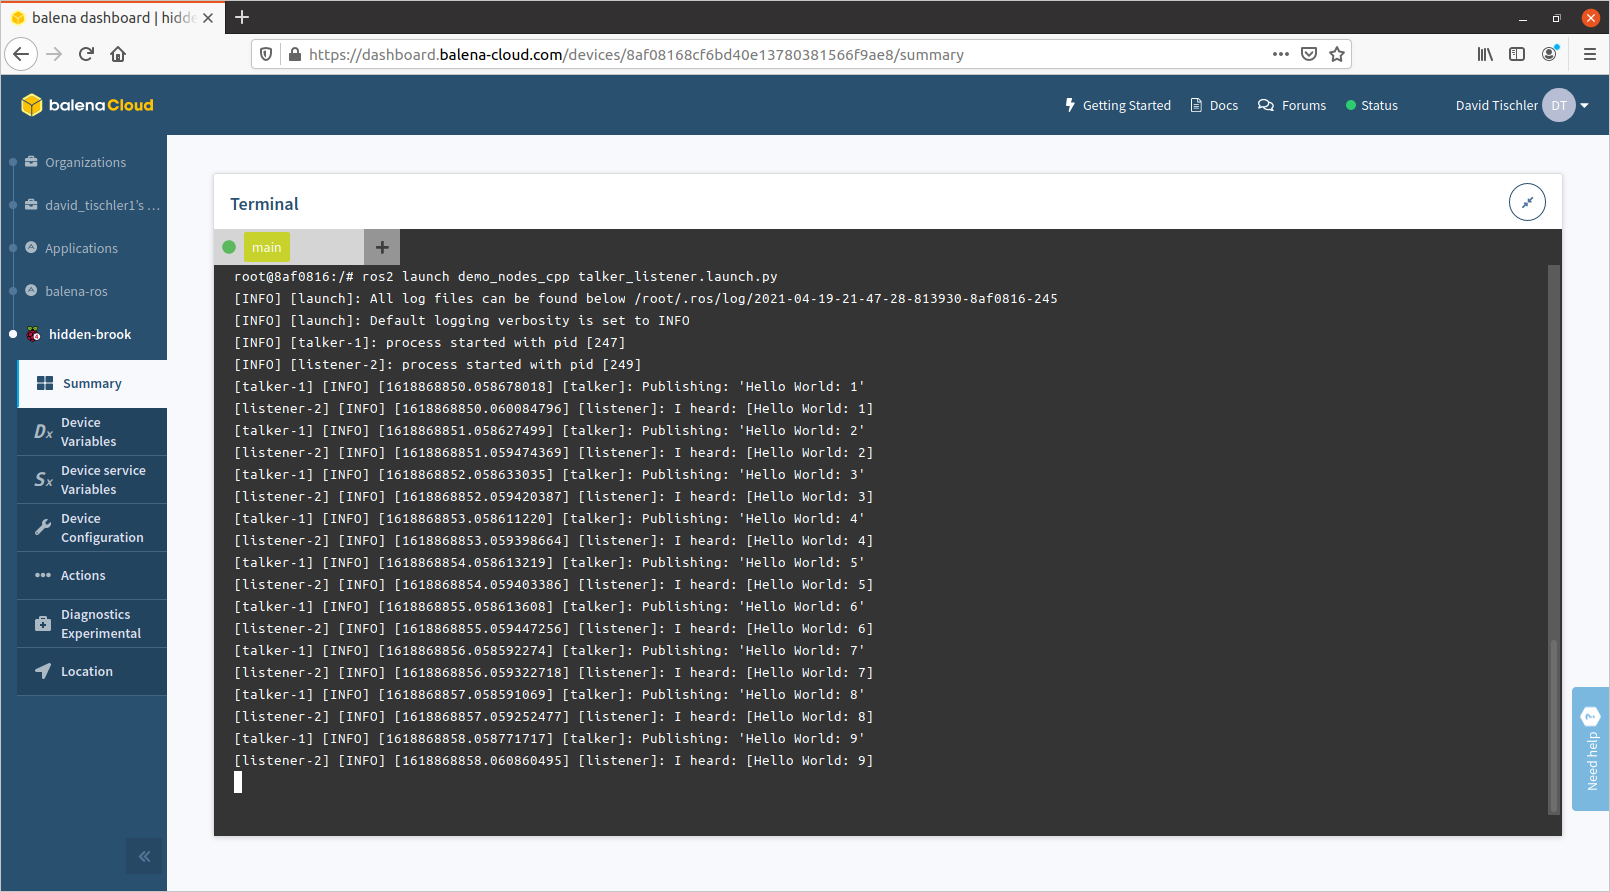 balena dashboard | hidde
https://dashboard.balena-cloud.com/devices/8af08168cf6bd40e13780381566f9ae8/summary
balenaCloud
Getting Started
Docs
Forums
Status
David Tischler
DT
Organizations
david_tischler1's ...
Applications
balena-ros
hidden-brook
Summary
Dx Device
Variables
Sx Device service
Variables
Device
Configuration
Actions
Diagnostics
Experimental
Location
Terminal
main
root@8af0816:/# ros2 launch demo_nodes_cpp talker_listener.launch.py
[INFO] [launch]: All log files can be found below /root/.ros/log/2021-04-19-21-47-28-813930-8af0816-245
[INFO] [launch]: Default logging verbosity is set to INFO
[INFO] [talker-1]: process started with pid [247]
[INFO] [listener-2]: process started with pid [249]
[talker-1] [INFO] [1618868850.058678018] [talker]: Publishing: 'Hello World: 1'
[listener-2] [INFO] [1618868850.060084796] [listener]: I heard: [Hello World: 1]
[talker-1] [INFO] [1618868851.058627499] [talker]: Publishing: 'Hello World: 2'
[listener-2] [INFO] [1618868851.059474369] [listener]: I heard: [Hello World: 2]
[talker-1] [INFO] [1618868852.058633035] [talker]: Publishing: 'Hello World: 3'
[listener-2] [INFO] [1618868852.059420387] [listener]: I heard: [Hello World: 3]
[talker-1] [INFO] [1618868853.058611220] [talker]: Publishing: 'Hello World: 4'
[listener-2] [INFO] [1618868853.059398664] [listener]: I heard: [Hello World: 4]
[talker-1] [INFO] [1618868854.058613219] [talker]: Publishing: 'Hello World: 5'
[listener-2] [INFO] [1618868854.059403386] [listener]: I heard: [Hello World: 5]
[talker-1] [INFO] [1618868855.058613608] [talker]: Publishing: 'Hello World: 6'
[listener-2] [INFO] [1618868855.059447256] [listener]: I heard: [Hello World: 6]
[talker-1] [INFO] [1618868856.058592274] [talker]: Publishing: 'Hello World: 7'
[listener-2] [INFO] [1618868856.059322718] [listener]: I heard: [Hello World: 7]
[talker-1] [INFO] [1618868857.058591069] [talker]: Publishing: 'Hello World: 8'
[listener-2] [INFO] [1618868857.059252477] [listener]: I heard: [Hello World: 8]
[talker-1] [INFO] [1618868858.058771717] [talker]: Publishing: 'Hello World: 9'
[listener-2] [INFO] [1618868858.060860495] [listener]: I heard: [Hello World: 9]
Need help